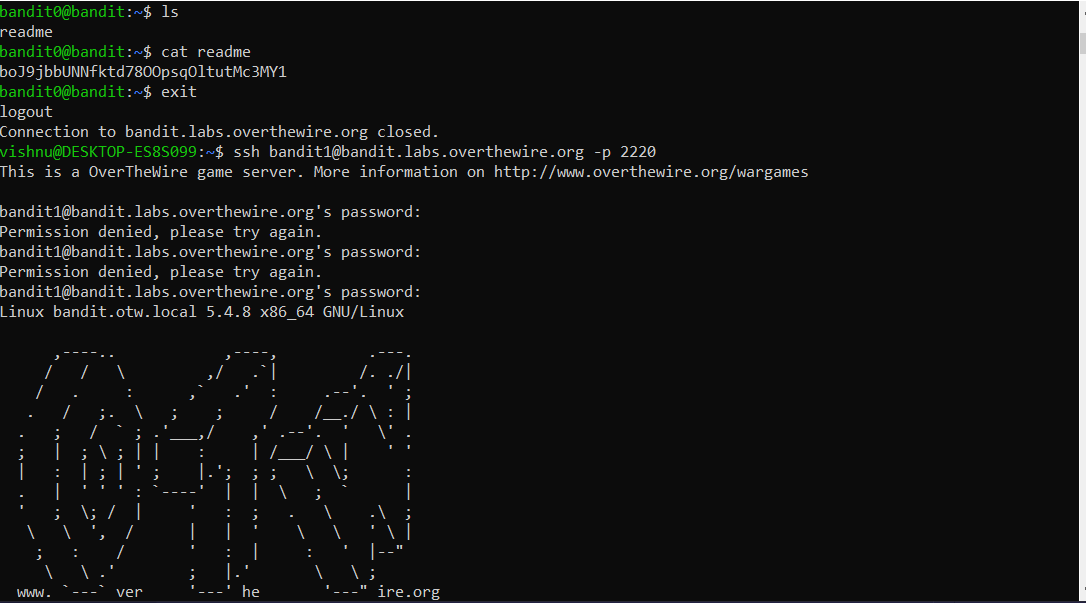 bandit0@bandit:~$ ls
readme
bandit0@bandit:~$ cat readme
boJ9jbbUNNfktd78OOpsqOltutMc3MY1
bandit0@bandit:~$ exit
logout
Connection to bandit.labs.overthewire.org closed.
vishnu@DESKTOP-ES8S099:~$ ssh bandit1@bandit.labs.overthewire.org -p 2220
This is a OverTheWire game server. More information on http://www.overthewire.org/wargames
bandit1@bandit.labs.overthewire.org's password:
Permission denied, please try again.
bandit1@bandit.labs.overthewire.org's password:
Permission denied, please try again.
bandit1@bandit.labs.overthewire.org's password:
Linux bandit.otw.local 5.4.8 x86_64 GNU/Linux
www. ver he ire.org